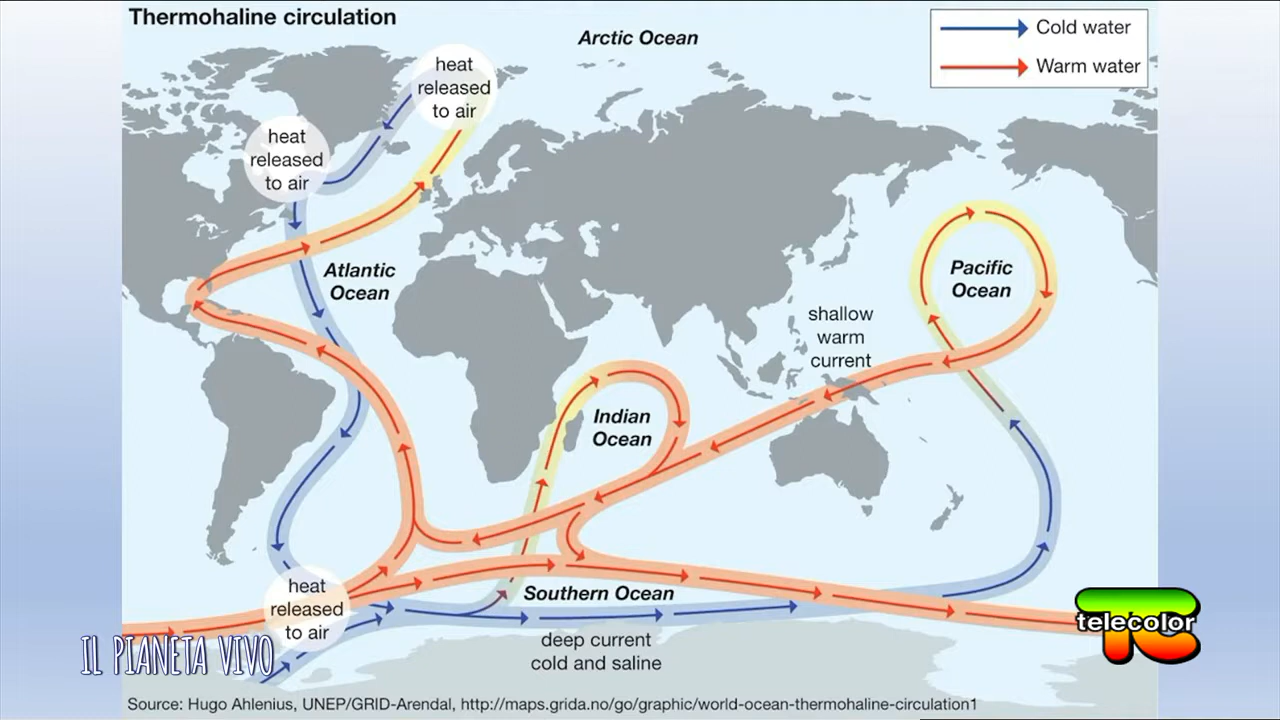 Thermohaline circulation
Arctic Ocean
Cold water
Warm water
heat
released
to air
heat
released
to air
Atlantic
Ocean
Pacific
Ocean
shallow
warm
current
Indian
Ocean
heat
released
to air
Southern Ocean
deep current
cold and saline
telecolor
IL PIANETA VIVO
Source: Hugo Ahlenius, UNEP/GRID-Arendal, http://maps.grida.no/go/graphic/world-ocean-thermohaline-circulation1